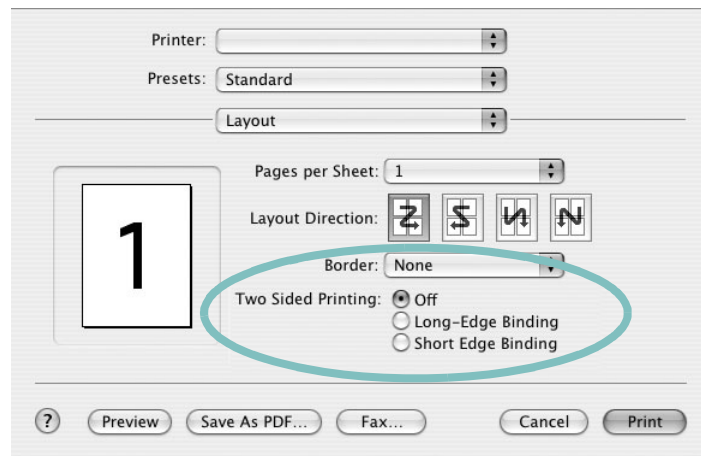 Printer:
Presets: Standard
Layout
Pages per Sheet: 1
Layout Direction:
Border: None
Two Sided Printing: Off
Long-Edge Binding
Short Edge Binding
1
? Preview Save As PDF... Fax... Cancel Print